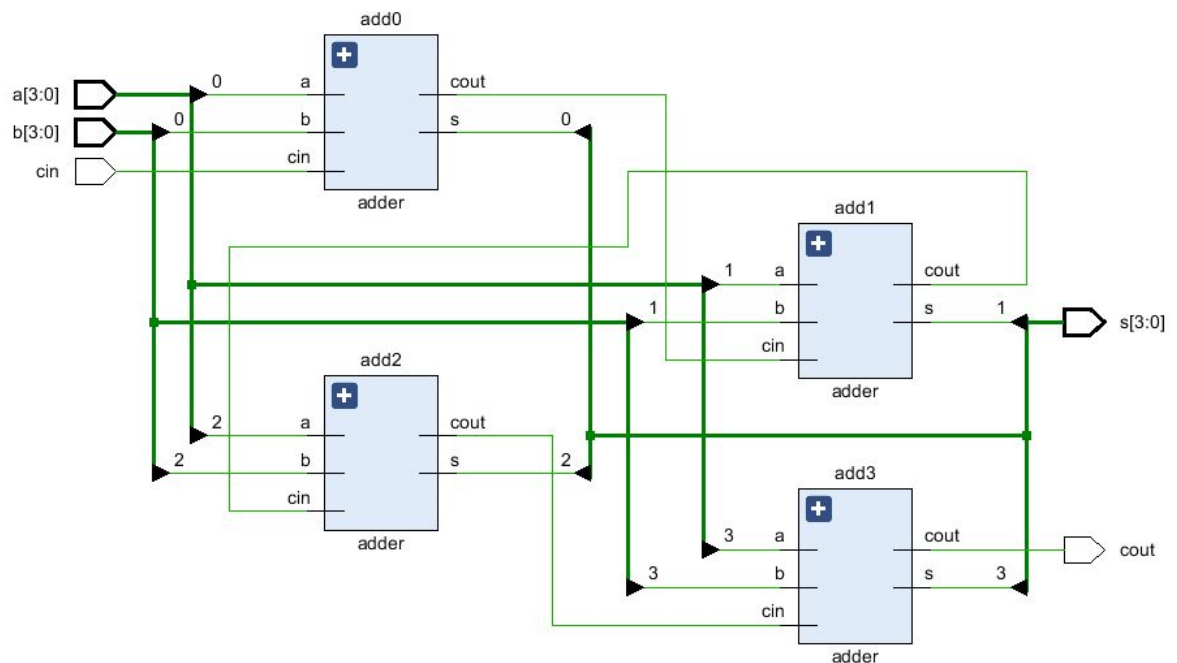 add0
a[3:0]
0
a
cout
b[3:0]
0
b
s
0
cin
cin
adder
add1
1
a
cout
1
b
s
1
s[3:0]
cin
adder
add2
2
a
cout
2
b
s
2
cin
adder
add3
3
a
cout
cout
3
b
s
3
cin
adder